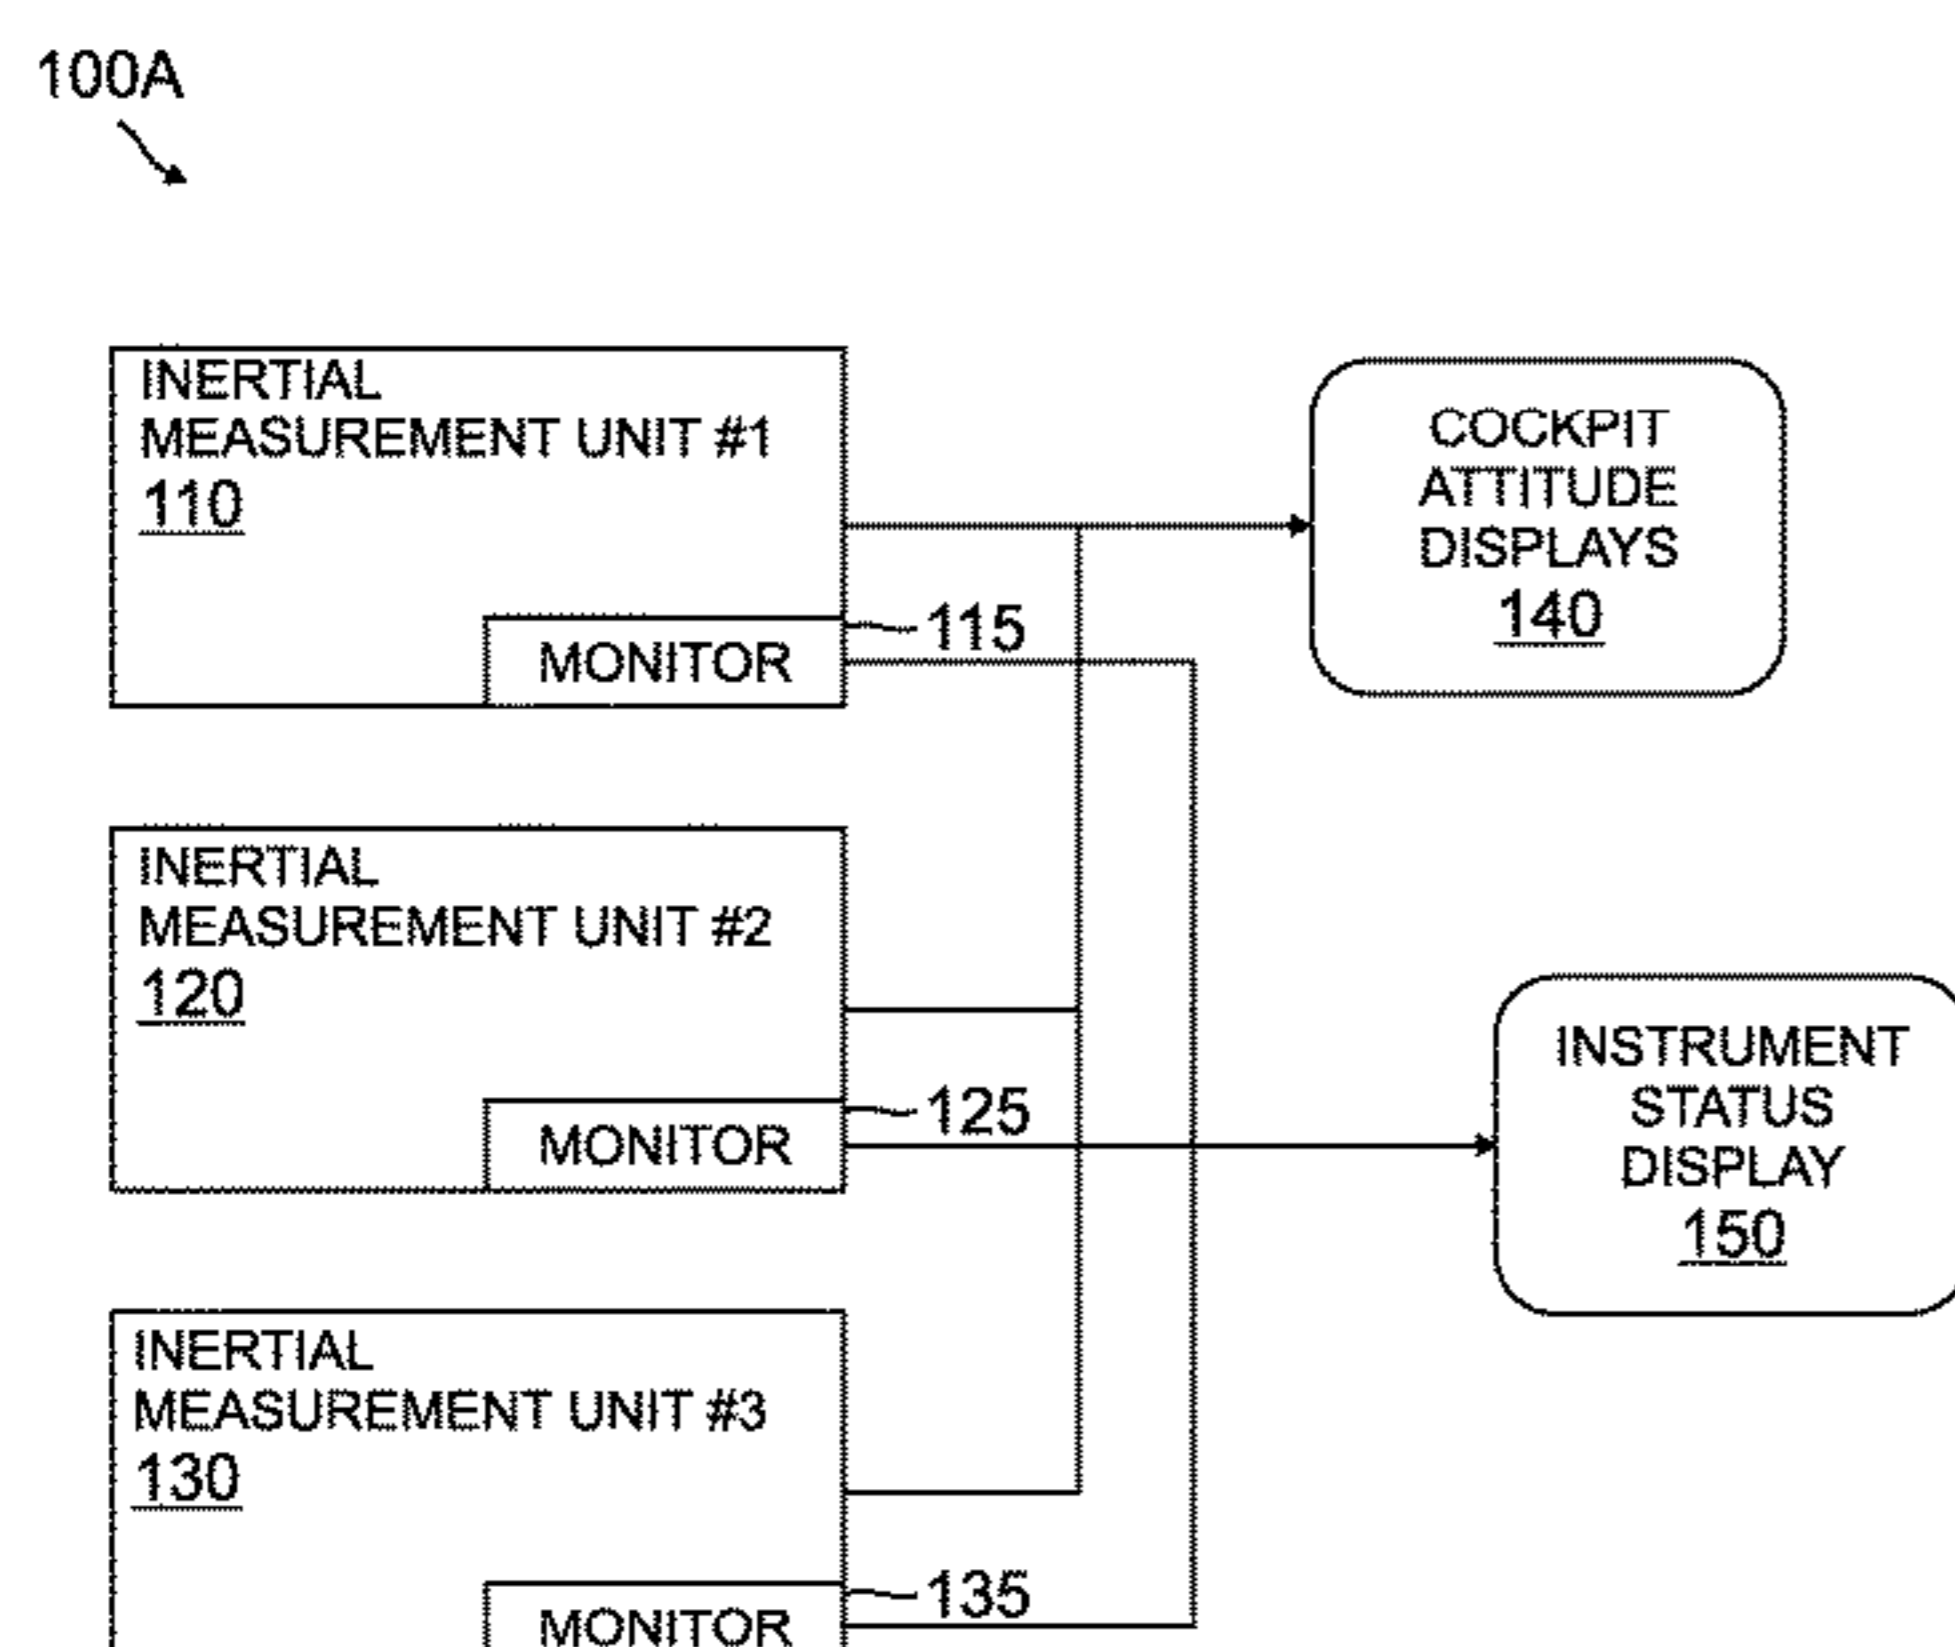 100A
INERTIAL
MEASUREMENT UNIT #1
110
MONITOR
115
COCKPIT
ATTITUDE
DISPLAYS
140
INERTIAL
MEASUREMENT UNIT #2
120
MONITOR
125
INSTRUMENT
STATUS
DISPLAY
150
INERTIAL
MEASUREMENT UNIT #3
130
MONITOR
135